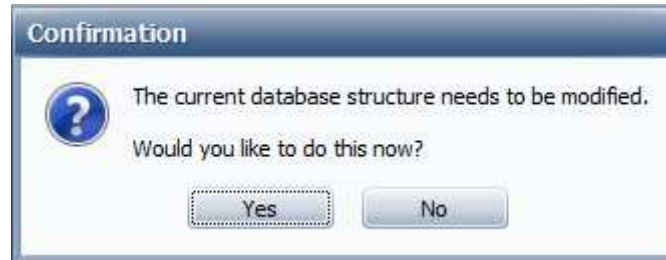 Confirmation
The current database structure needs to be modified.
Would you like to do this now?
Yes No